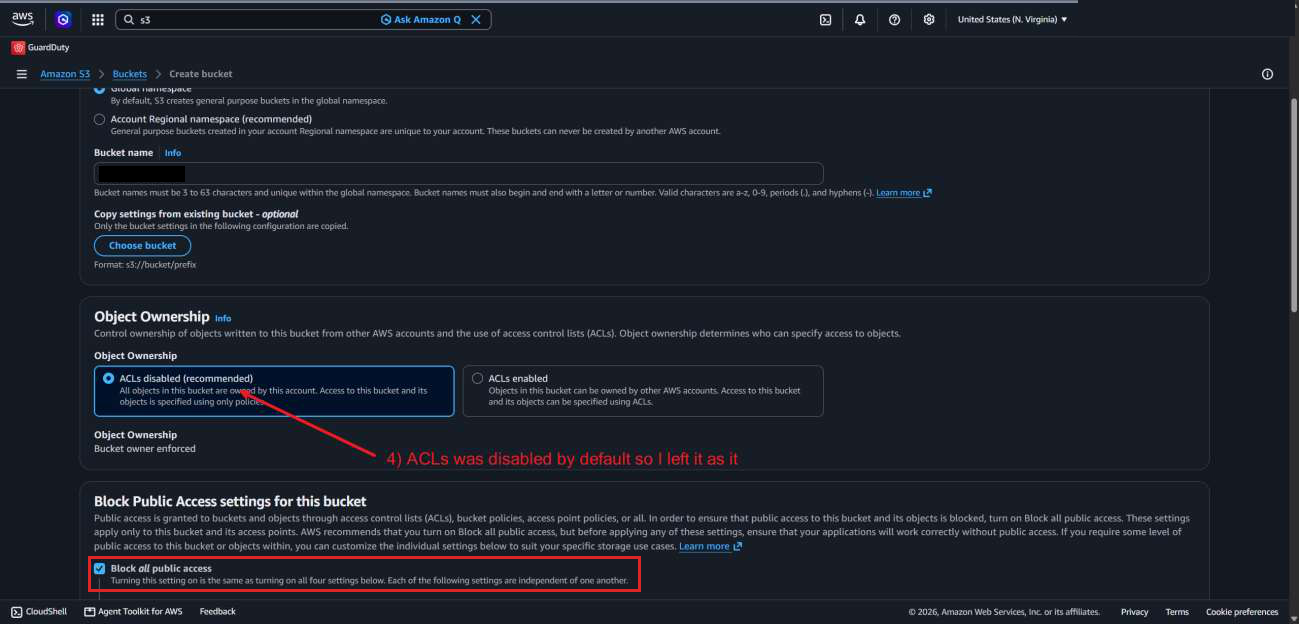 aws
s3
Ask Amazon Q
United States (N. Virginia)
GuardDuty
Amazon S3 > Buckets > Create bucket
Global namespace
By default, S3 creates general purpose buckets in the global namespace.
Account Regional namespace (recommended)
General purpose buckets created in your account Regional namespace are unique to your account. These buckets can never be created by another AWS account.
Bucket name Info
Bucket names must be 3 to 63 characters and unique within the global namespace. Bucket names must also begin and end with a letter or number. Valid characters are a-z, 0-9, periods (.), and hyphens (-). Learn more
Copy settings from existing bucket - optional
Only the bucket settings in the following configuration are copied.
Choose bucket
Format: s3://bucket/prefix
Object Ownership Info
Control ownership of objects written to this bucket from other AWS accounts and the use of access control lists (ACLs). Object ownership determines who can specify access to objects.
Object Ownership
ACLs disabled (recommended)
All objects in this bucket are owned by this account. Access to this bucket and its
objects is specified using only policies.
ACLs enabled
Objects in this bucket can be owned by other AWS accounts. Access to this bucket
and its objects can be specified using ACLs.
Object Ownership
Bucket owner enforced
4) ACLs was disabled by default so I left it as it
Block Public Access settings for this bucket
Public access is granted to buckets and objects through access control lists (ACLs), bucket policies, access point policies, or all. In order to ensure that public access to this bucket and its objects is blocked, turn on Block all public access. These settings
apply only to this bucket and its access points. AWS recommends that you turn on Block all public access, but before applying any of these settings, ensure that your applications will work correctly without public access. If you require some level of
public access to this bucket or objects within, you can customize the individual settings below to suit your specific storage use cases. Learn more
Block all public access
Turning this setting on is the same as turning on all four settings below. Each of the following settings are independent of one another.
CloudShell
Agent Toolkit for AWS
Feedback
© 2026, Amazon Web Services, Inc. or its affiliates.
Privacy
Terms
Cookie preferences